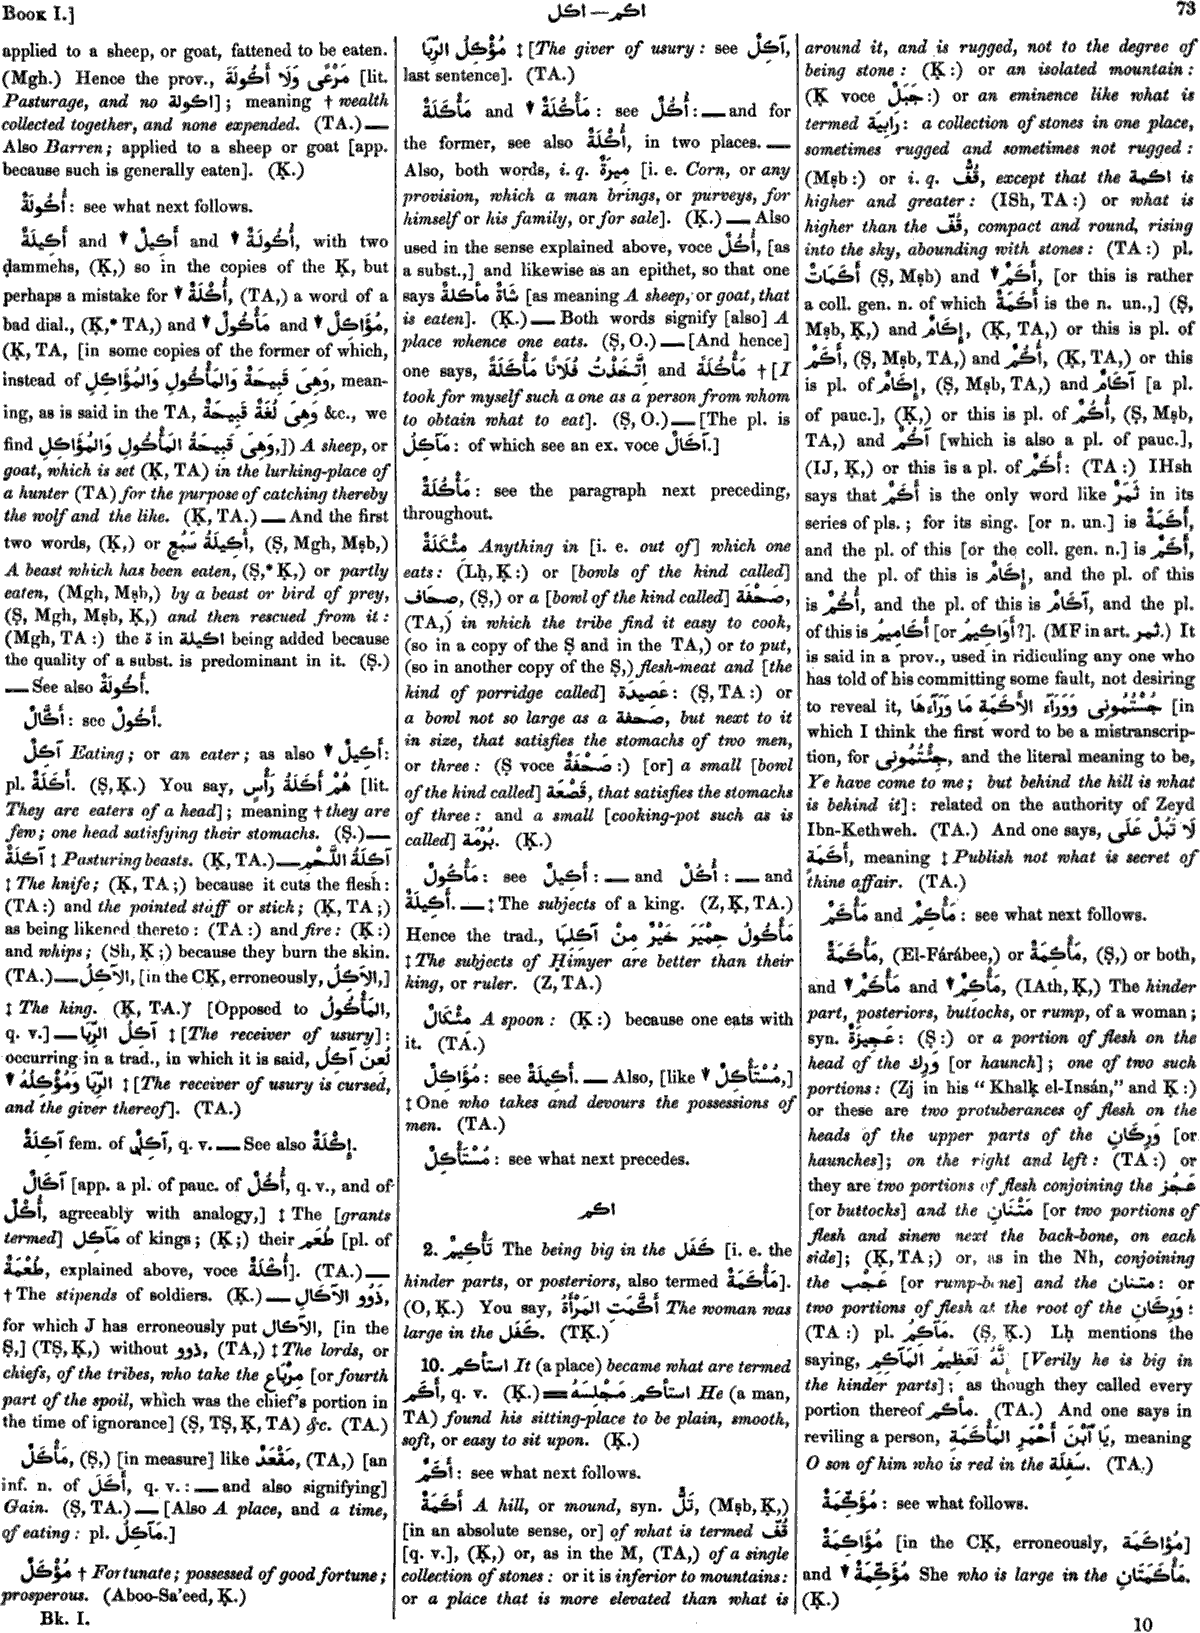 Book I.]
اكل — اكم
73
applied to a sheep, or goat, fattened to be eaten.
(Mgh.) Hence the prov., مَرْعًى وَلَا أَكُولَةَ [lit.
Pasturage, and no اكولة]; meaning † wealth
collected together, and none expended. (TA.) —
Also Barren; applied to a sheep or goat [app.
because such is generally eaten]. (Ḳ.)
أُكُولَةٌ: see what next follows.
أَكِيلَةٌ and ▼ أَكِيلٌ and ▼ أُكُولَةٌ, with two
ḍammehs, (Ḳ,) so in the copies of the Ḳ, but
perhaps a mistake for ▼ أُكْلَةٌ, (TA,) a word of a
bad dial., (Ḳ,* TA,) and ▼ مَأْكُولٌ and ▼ مُؤَاكِلٌ,
(Ḳ, TA, [in some copies of the former of which,
instead of وَهِىَ قَبِيحَةٌ وَالمَأْكُولِ وَالمُؤَاكِلِ, mean-
ing, as is said in the TA, وَهِىَ لُغَةٌ قَبِيحَةٌ &c., we
find وَهِىَ قَبِيحَةُ المَأْكُولِ وَالمُؤَاكِلِ,]) A sheep, or
goat, which is set (Ḳ, TA) in the lurking-place of
a hunter (TA) for the purpose of catching thereby
the wolf and the like. (Ḳ, TA.) — And the first
two words, (Ḳ,) or أَكِيلَةُ سَبُعٍ, (Ṣ, Mgh, Mṣb,)
A beast which has been eaten, (Ṣ,* Ḳ,) or partly
eaten, (Mgh, Mṣb,) by a beast or bird of prey,
(Ṣ, Mgh, Mṣb, Ḳ,) and then rescued from it:
(Mgh, TA:) the ة in اكيلة being added because
the quality of a subst. is predominant in it. (Ṣ.)
— See also أَكُولَةٌ.
أَكَّالٌ: see أَكُولٌ.
آكِلٌ Eating; or an eater; as also ▼ أَكِيلٌ:
pl. أَكَلَةٌ. (Ṣ, Ḳ.) You say, هُمْ أَكَلَةُ رَأْسٍ [lit.
They are eaters of a head]; meaning † they are
few; one head satisfying their stomachs. (Ṣ.) —
آكِلَةٌ ‡ Pasturing beasts. (Ḳ, TA.) — آكِلَةُ اللَّحْمِ
‡ The knife; (Ḳ, TA;) because it cuts the flesh:
(TA:) and the pointed staff or stick; (Ḳ, TA;)
as being likened thereto: (TA:) and fire: (Ḳ:)
and whips; (Sh, Ḳ;) because they burn the skin.
(TA.) — الآكِلُ, [in the CḲ, erroneously, الاَكِلُ,]
‡ The king. (Ḳ, TA.) [Opposed to المَأْكُولُ,
q. v.] — آكِلُ الرِّبَا ‡ [The receiver of usury]:
occurring in a trad., in which it is said, لُعِنَ آكِلُ
الرِّبَا وَمُؤْكِلُهُ ▼ ‡ [The receiver of usury is cursed,
and the giver thereof]. (TA.)
آكِلَةٌ fem. of آكِلٌ, q. v. — See also إِكْلَةٌ.
آكَالٌ [app. a pl. of pauc. of أُكُلٌ, q. v., and of
أُكْلٌ, agreeably with analogy,] ‡ The [grants
termed] مَآكِل of kings; (Ḳ;) their طُعَم [pl. of
طُعْمَةٌ, explained above, voce أُكْلَةٌ]. (TA.) —
† The stipends of soldiers. (Ḳ.) — ذَوُو الآكَالِ,
for which J has erroneously put الآكال, [in the
Ṣ,] (TṢ, Ḳ,) without ذوو, (TA,) ‡ The lords, or
chiefs, of the tribes, who take the مِرْبَاع [or fourth
part of the spoil, which was the chief's portion in
the time of ignorance] (Ṣ, TṢ, Ḳ, TA) &c. (TA.)
مَأْكَلٌ, (Ṣ,) [in measure] like مَقْعَدٌ, (TA,) [an
inf. n. of أَكَلَ, q. v.: — and also signifying]
Gain. (Ṣ, TA.) — [Also A place, and a time,
of eating: pl. مَآكِلُ.]
مُؤْكَلٌ † Fortunate; possessed of good fortune;
prosperous. (Aboo-Sa'eed, Ḳ.)
Bk. I.
مُؤْكِلُ الرِّبَا ‡ [The giver of usury: see آكِلٌ,
last sentence]. (TA.)
مَأْكَلَةٌ and ▼ مَأْكُلَةٌ: see أُكُلٌ: — and for
the former, see also أُكْلَةٌ, in two places. —
Also, both words, i. q. مِيرَةٌ [i. e. Corn, or any
provision, which a man brings, or purveys, for
himself or his family, or for sale]. (Ḳ.) — Also
used in the sense explained above, voce أُكُلٌ, [as
a subst.,] and likewise as an epithet, so that one
says شَاةٌ مأكلة [as meaning A sheep, or goat, that
is eaten]. (Ḳ.) — Both words signify [also] A
place whence one eats. (Ṣ, O.) — [And hence]
one says, اِتَّخَذْتُ فُلَانًا مَأْكَلَةً and مَأْكُلَةً † [I
took for myself such a one as a person from whom
to obtain what to eat]. (Ṣ, O.) — [The pl. is
مَآكِلُ: of which see an ex. voce آكَالٌ.]
مَأْكُلَةٌ: see the paragraph next preceding,
throughout.
مِئْكَلَةٌ Anything in [i. e. out of] which one
eats: (Lḥ, Ḳ:) or [bowls of the kind called]
صِحَاف, (Ṣ,) or a [bowl of the kind called] صَحْفَة,
(TA,) in which the tribe find it easy to cook,
(so in a copy of the Ṣ and in the TA,) or to put,
(so in another copy of the Ṣ,) flesh-meat and [the
kind of porridge called] عَصِيدَة: (Ṣ, TA:) or
a bowl not so large as a صحفة, but next to it
in size, that satisfies the stomachs of two men,
or three: (Ṣ voce صَحْفَةٌ:) [or] a small [bowl
of the kind called] قَصْعَة, that satisfies the stomachs
of three: and a small [cooking-pot such as is
called] بُرْمَة. (Ḳ.)
مَأْكُولٌ: see أَكِيلٌ: — and أُكُلٌ: — and
أَكِيلَةٌ. — ‡ The subjects of a king. (Z, Ḳ, TA.)
Hence the trad., مَأْكُولُ حِمْيَرَ خَيْرٌ مِنْ آكِلِهَا
‡ The subjects of Ḥimyer are better than their
king, or ruler. (Z, TA.)
مِئْكَالٌ A spoon: (Ḳ:) because one eats with
it. (TA.)
مُؤَاكِلٌ: see أَكِيلَةٌ. — Also, [like ▼ مُسْتَأْكِلٌ,]
‡ One who takes and devours the possessions of
men. (TA.)
مُسْتَأْكِلٌ: see what next precedes.
اكم
2. تَأْكِيمٌ The being big in the كَفَل [i. e. the
hinder parts, or posteriors, also termed مَأْكَمَةٌ].
(O, Ḳ.) You say, أَكَّمَتِ المَرْأَةُ The woman was
large in the كَفَل. (TḲ.)
10. استأكم It (a place) became what are termed
أَكَم, q. v. (Ḳ.) = استأكم مَجْلِسَهُ He (a man,
TA) found his sitting-place to be plain, smooth,
soft, or easy to sit upon. (Ḳ.)
أَكَمٌ: see what next follows.
أَكَمَةٌ A hill, or mound, syn. تَلٌّ, (Mṣb, Ḳ,)
[in an absolute sense, or] of what is termed قُفّ
[q. v.], (Ḳ,) or, as in the M, (TA,) of a single
collection of stones: or it is inferior to mountains:
or a place that is more elevated than what is
around it, and is rugged, not to the degree of
being stone: (Ḳ:) or an isolated mountain:
(Ḳ voce جَبَلٌ:) or an eminence like what is
termed رَابِيَة: a collection of stones in one place,
sometimes rugged and sometimes not rugged:
(Mṣb:) or i. q. قُفٌّ, except that the اكمة is
higher and greater: (ISh, TA:) or what is
higher than the قُفّ, compact and round, rising
into the sky, abounding with stones: (TA:) pl.
أَكَمَاتٌ (Ṣ, Mṣb) and ▼ أَكَمٌ, [or this is rather
a coll. gen. n. of which أَكَمَةٌ is the n. un.,] (Ṣ,
Mṣb, Ḳ,) and إِكَامٌ, (Ḳ, TA,) or this is pl. of
أَكَمٌ, (Ṣ, Mṣb, TA,) and أُكُمٌ, (Ḳ, TA,) or this
is pl. of إِكَامٌ, (Ṣ, Mṣb, TA,) and آكَامٌ [a pl.
of pauc.], (Ḳ,) or this is pl. of أُكُمٌ, (Ṣ, Mṣb,
TA,) and آكُمٌ [which is also a pl. of pauc.],
(IJ, Ḳ,) or this is a pl. of أَكَمٌ: (TA:) IHsh
says that أَكَمٌ is the only word like ثَمَرٌ in its
series of pls.; for its sing. [or n. un.] is أَكَمَةٌ,
and the pl. of this [or the coll. gen. n.] is أَكَمٌ,
and the pl. of this is إِكَامٌ, and the pl. of this
is أُكُمٌ, and the pl. of this is آكَامٌ, and the pl.
of this is أَكَامِيمُ [or أَوَاكِيمُ?]. (MF in art. ثمر.) It
is said in a prov., used in ridiculing any one who
has told of his committing some fault, not desiring
to reveal it, جُئْتُمُونِى وَوَرَآءَ الأَكَمَةِ مَا وَرَآءَهَا [in
which I think the first word to be a mistranscrip-
tion, for جِئْتُمُونِى, and the literal meaning to be,
Ye have come to me; but behind the hill is what
is behind it]: related on the authority of Zeyd
Ibn-Kethweh. (TA.) And one says, لَا تَبُلْ عَلَى
أَكَمَة, meaning ‡ Publish not what is secret of
thine affair. (TA.)
مَأْكَمٌ and مَأْكِمٌ: see what next follows.
مَأْكَمَةٌ, (El-Fárábee,) or مَأْكِمَةٌ, (Ṣ,) or both,
and ▼ مَأْكَمٌ and ▼ مَأْكِمٌ, (IAth, Ḳ,) The hinder
part, posteriors, buttocks, or rump, of a woman;
syn. عَجِيزَةٌ: (Ṣ:) or a portion of flesh on the
head of the وَرِك [or haunch]; one of two such
portions: (Zj in his “Khalḳ el-Insán,” and Ḳ:)
or these are two protuberances of flesh on the
heads of the upper parts of the وَرِكَانِ [or
haunches]; on the right and left: (TA:) or
they are two portions of flesh conjoining the عَجُز
[or buttocks] and the مَتْنَانِ [or two portions of
flesh and sinew next the back-bone, on each
side]; (Ḳ, TA;) or, as in the Nh, conjoining
the عَجْب [or rump-bone] and the متنان: or
two portions of flesh at the root of the وَرِكَانِ:
(TA:) pl. مَآكِمُ. (Ṣ, Ḳ.) Lḥ mentions the
saying, إِنَّهُ لَعَظِيمُ المَآكِمِ [Verily he is big in
the hinder parts]; as though they called every
portion thereof مأكم. (TA.) And one says in
reviling a person, يَا ٱبْنَ أَحْمَرِ المَأْكَمَةِ, meaning
O son of him who is red in the سَفِلَة. (TA.)
مُؤَكِّمَةٌ: see what follows.
مُؤَاكِمَةٌ [in the CḲ, erroneously, مُؤاكَمَة]
and ▼ مُؤَكِّمَةٌ She who is large in the مَأْكَمَتَانِ.
(Ḳ.)
10